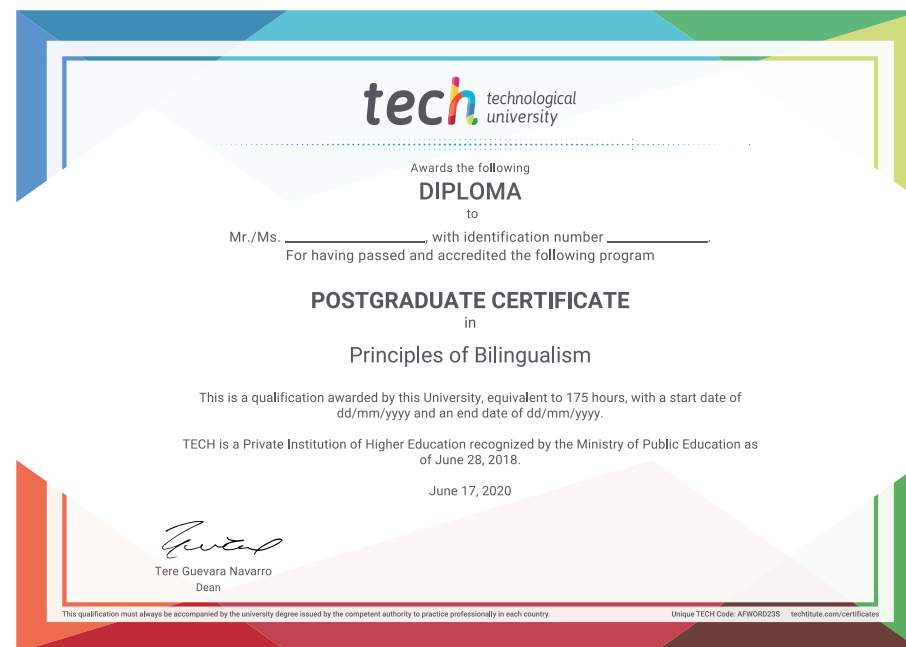 tech technological
university
Awards the following
DIPLOMA
to
Mr./Ms. ____________________, with identification number ______________.
For having passed and accredited the following program
POSTGRADUATE CERTIFICATE
in
Principles of Bilingualism
This is a qualification awarded by this University, equivalent to 175 hours, with a start date of
dd/mm/yyyy and an end date of dd/mm/yyyy.
TECH is a Private Institution of Higher Education recognized by the Ministry of Public Education as
of June 28, 2018.
June 17, 2020
Tere Guevara Navarro
Dean
This qualification must always be accompanied by the university degree issued by the competent authority to practice professionally in each country. Unique TECH Code: AFWORD23S techtitute.com/certificates